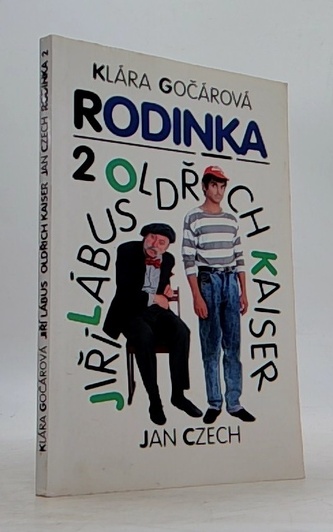 KLÁRA GOČÁROVÁ
RODINKA
2 OLDŘICH KAISER
JIŘÍ LÁBUS
JAN CZECH
KLÁRA GOČÁROVÁ JIŘÍ LÁBUS OLDŘICH KAISER JAN CZECH RODINKA 2